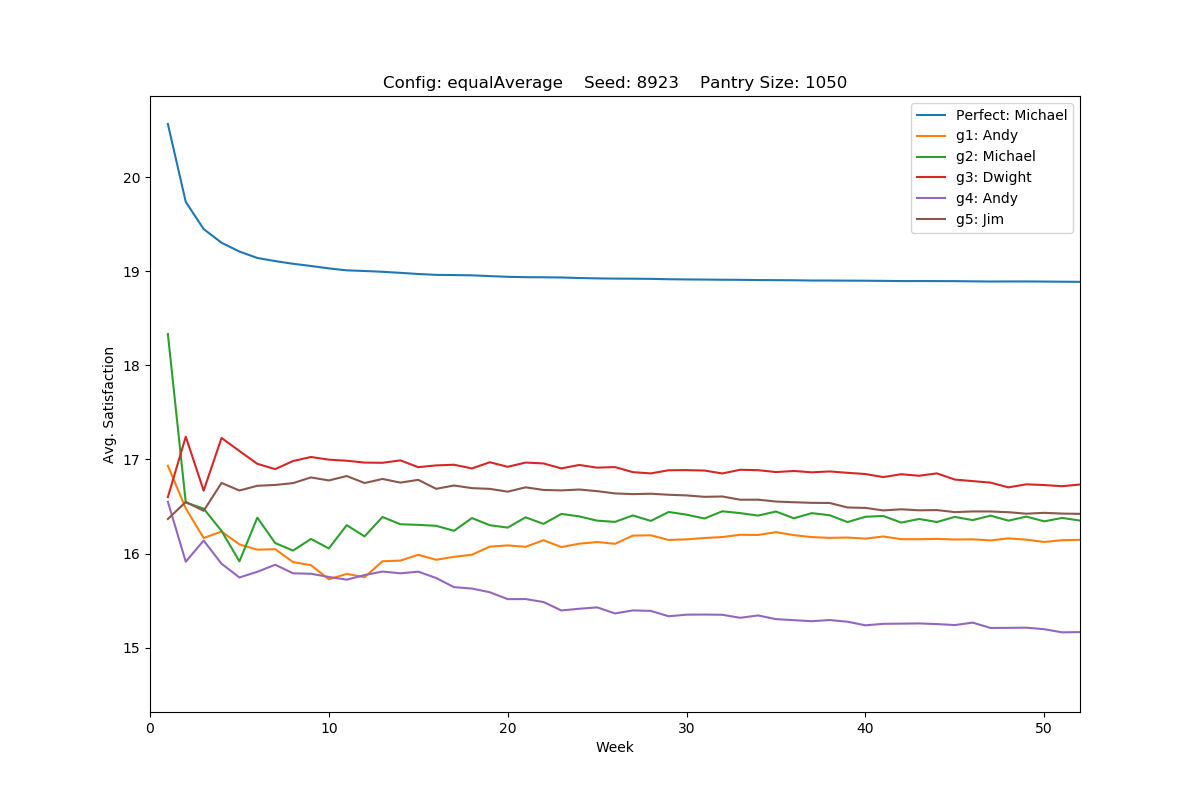 Config: equalAverage    Seed: 8923    Pantry Size: 1050
Perfect: Michael
g1: Andy
g2: Michael
g3: Dwight
g4: Andy
g5: Jim
Avg. Satisfaction
20
19
18
17
16
15
0 10 20 30 40 50
Week